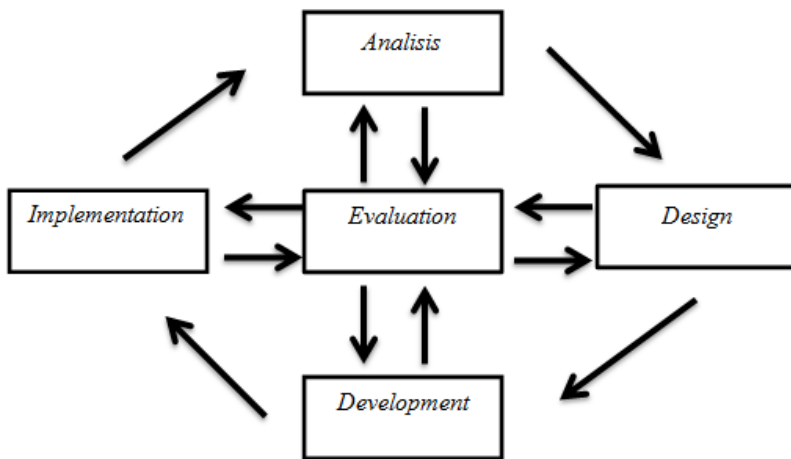 Analisis
Implementation
Evaluation
Design
Development